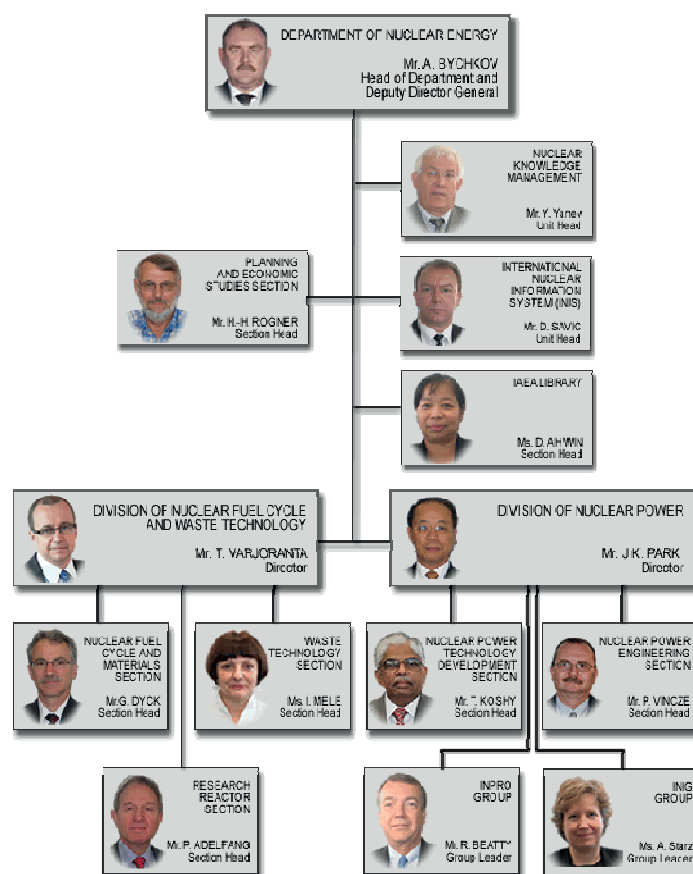 DEPARTMENT OF NUCLEAR ENERGY
Mr. A. BYCHKOV
Head of Department and
Deputy Director General
NUCLEAR
KNOWLEDGE
MANAGEMENT
Mr. Y. Yanev
Unit Head
PLANNING
AND ECONOMIC
STUDIES SECTION
Mr. H.-H. ROGNER
Section Head
INTERNATIONAL
NUCLEAR
INFORMATION
SYSTEM (INIS)
Mr. D. SAVIC
Unit Head
IAEA LIBRARY
Ms. D. AH WIN
Section Head
DIVISION OF NUCLEAR FUEL CYCLE
AND WASTE TECHNOLOGY
Mr. T. VARJORANTA
Director
DIVISION OF NUCLEAR POWER
Mr. J.K. PARK
Director
NUCLEAR FUEL
CYCLE AND
MATERIALS
SECTION
Mr. G. DYCK
Section Head
WASTE
TECHNOLOGY
SECTION
Ms. I. MELE
Section Head
NUCLEAR POWER
TECHNOLOGY
DEVELOPMENT
SECTION
Mr. T. KOSHY
Section Head
NUCLEAR POWER
ENGINEERING
SECTION
Mr. P. VINCZE
Section Head
RESEARCH
REACTOR
SECTION
Mr. P. ADELFANG
Section Head
INPRO
GROUP
Mr. R. BEATTY
Group Leader
INIG
GROUP
Ms. A. Starz
Group Leader